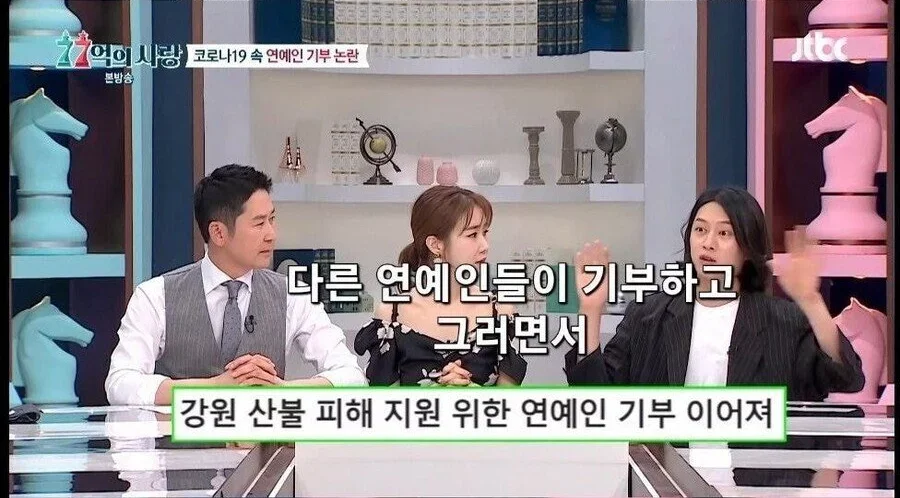 77억의 사랑
본방송
코로나19 속 연예인 기부 논란
jtbc
다른 연예인들이 기부하고
그러면서
강원 산불 피해 지원 위한 연예인 기부 이어져